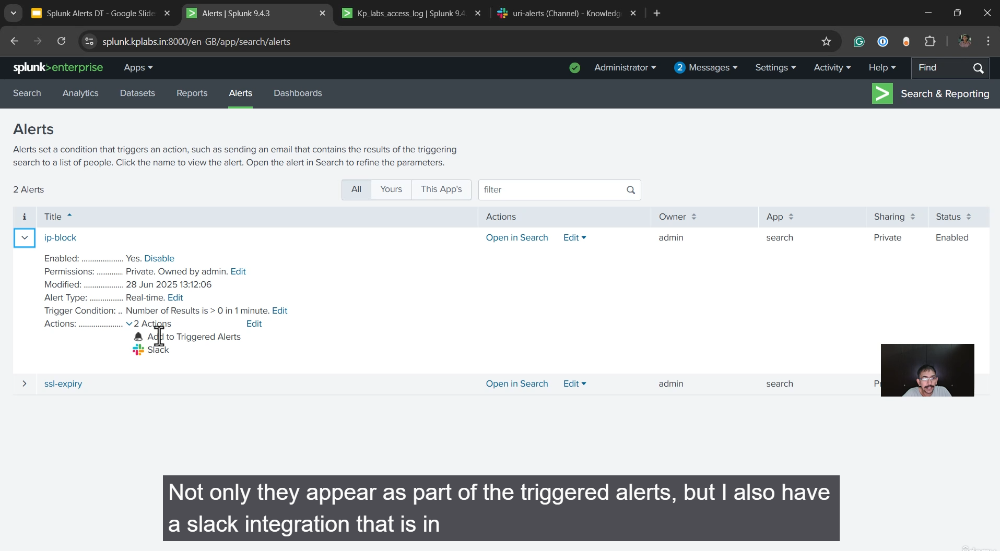 Splunk Alerts DT - Google Slide
Alerts | Splunk 9.4.3
Kp_labs_access_log | Splunk 9.4
uri-alerts (Channel) - Knowledg
splunk.kplabs.in:8000/en-GB/app/search/alerts
splunk>enterprise
Apps
Administrator
2 Messages
Settings
Activity
Help
Find
Search
Analytics
Datasets
Reports
Alerts
Dashboards
Search & Reporting
Alerts
Alerts set a condition that triggers an action, such as sending an email that contains the results of the triggering
search to a list of people. Click the name to view the alert. Open the alert in Search to refine the parameters.
2 Alerts
All
Yours
This App's
filter
i Title Actions Owner App Sharing Status
ip-block Open in Search Edit admin search Private Enabled
Enabled: .................... Yes. Disable
Permissions: ............ Private. Owned by admin. Edit
Modified: .................. 28 Jun 2025 13:12:06
Alert Type: ................ Real-time. Edit
Trigger Condition: .. Number of Results is > 0 in 1 minute. Edit
Actions: ..................... 2 Actions Edit
Add to Triggered Alerts
Slack
ssl-expiry Open in Search Edit admin search
Not only they appear as part of the triggered alerts, but I also have
a slack integration that is in